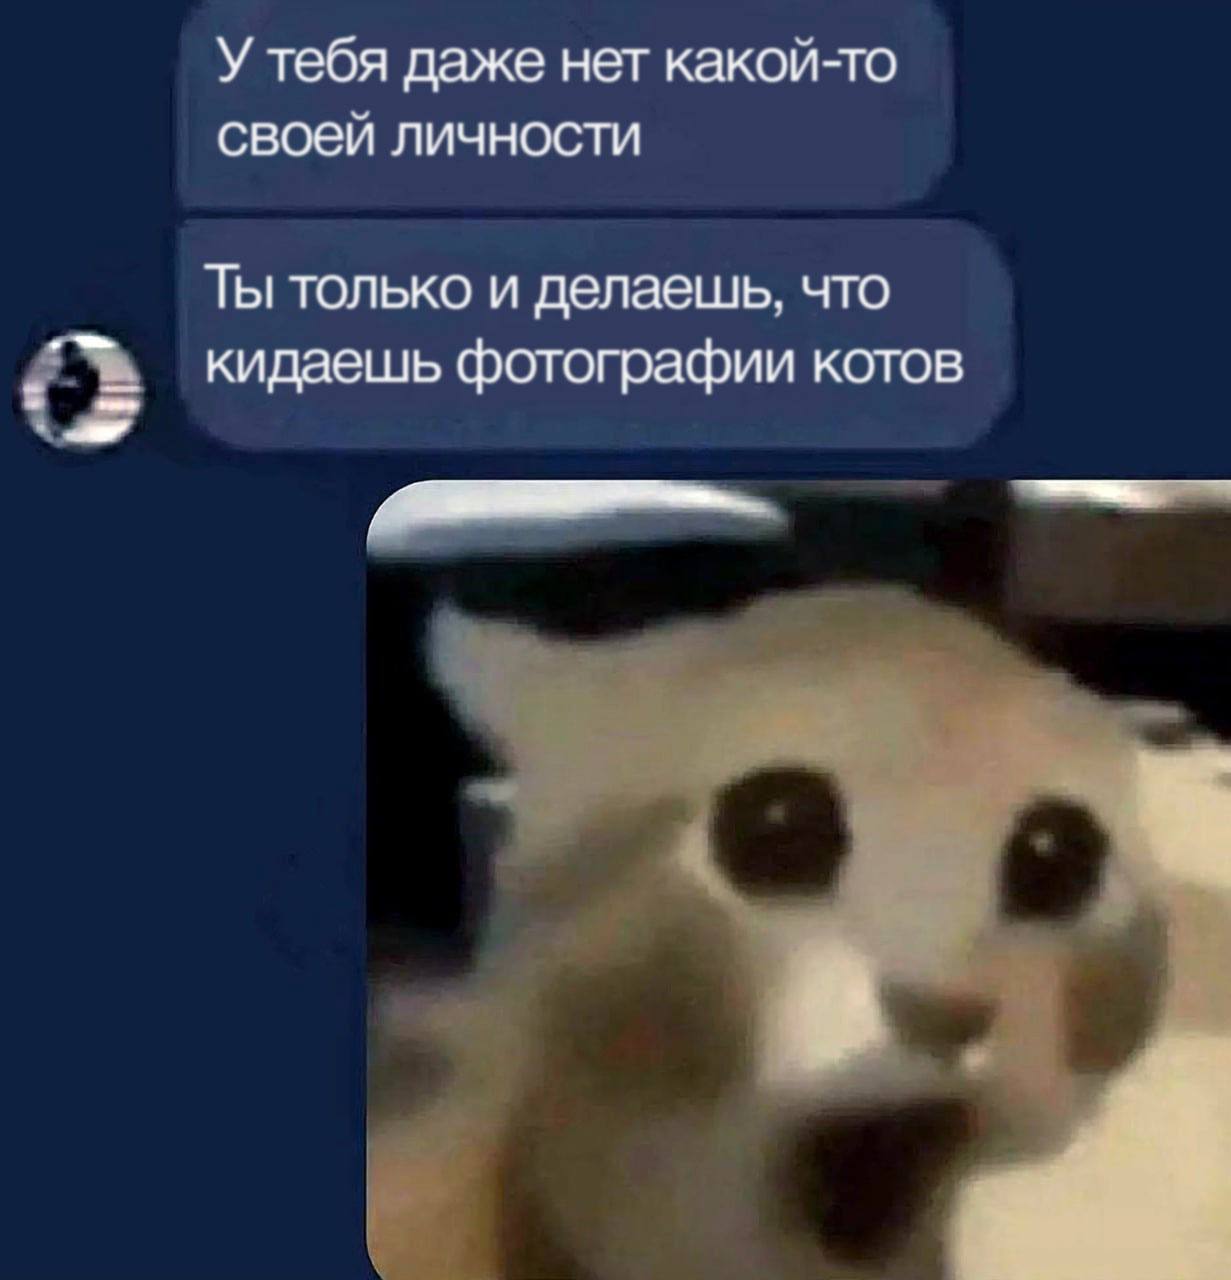 У тебя даже нет какой-то
своей личности
Ты только и делаешь, что
кидаешь фотографии котов